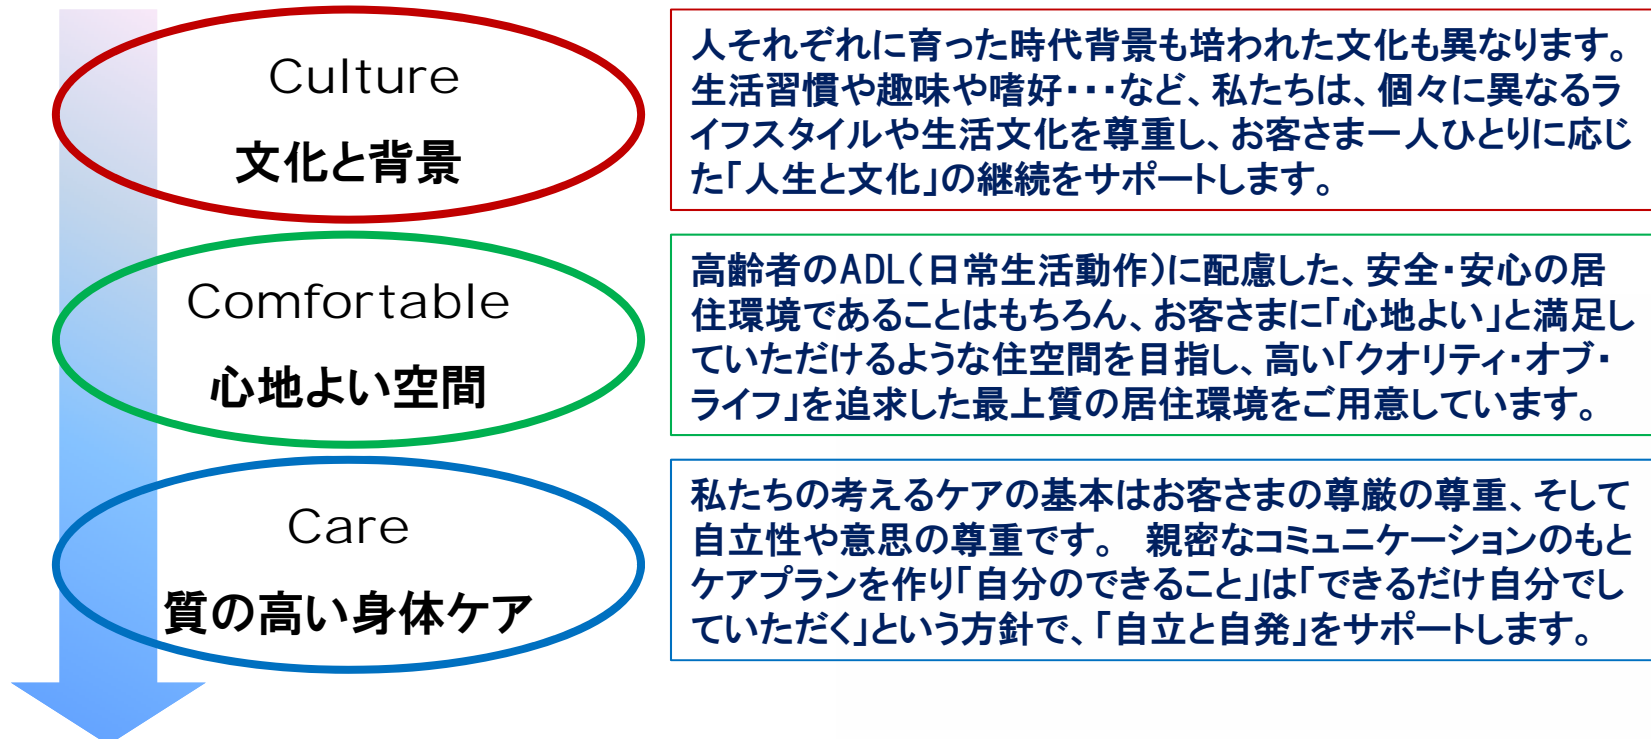 Culture
文化と背景
人それぞれに育った時代背景も培われた文化も異なります。
生活習慣や趣味や嗜好・・・など、私たちは、個々に異なるラ
イフスタイルや生活文化を尊重し、お客さま一人ひとりに応じ
た「人生と文化」の継続をサポートします。
Comfortable
心地よい空間
高齢者のADL(日常生活動作)に配慮した、安全・安心の居
住環境であることはもちろん、お客さまに「心地よい」と満足し
ていただけるような住空間を目指し、高い「クオリティ・オブ・
ライフ」を追求した最上質の居住環境をご用意しています。
Care
質の高い身体ケア
私たちの考えるケアの基本はお客さまの尊厳の尊重、そして
自立性や意思の尊重です。 親密なコミュニケーションのもと
ケアプランを作り「自分のできること」は「できるだけ自分でし
ていただく」という方針で、「自立と自発」をサポートします。